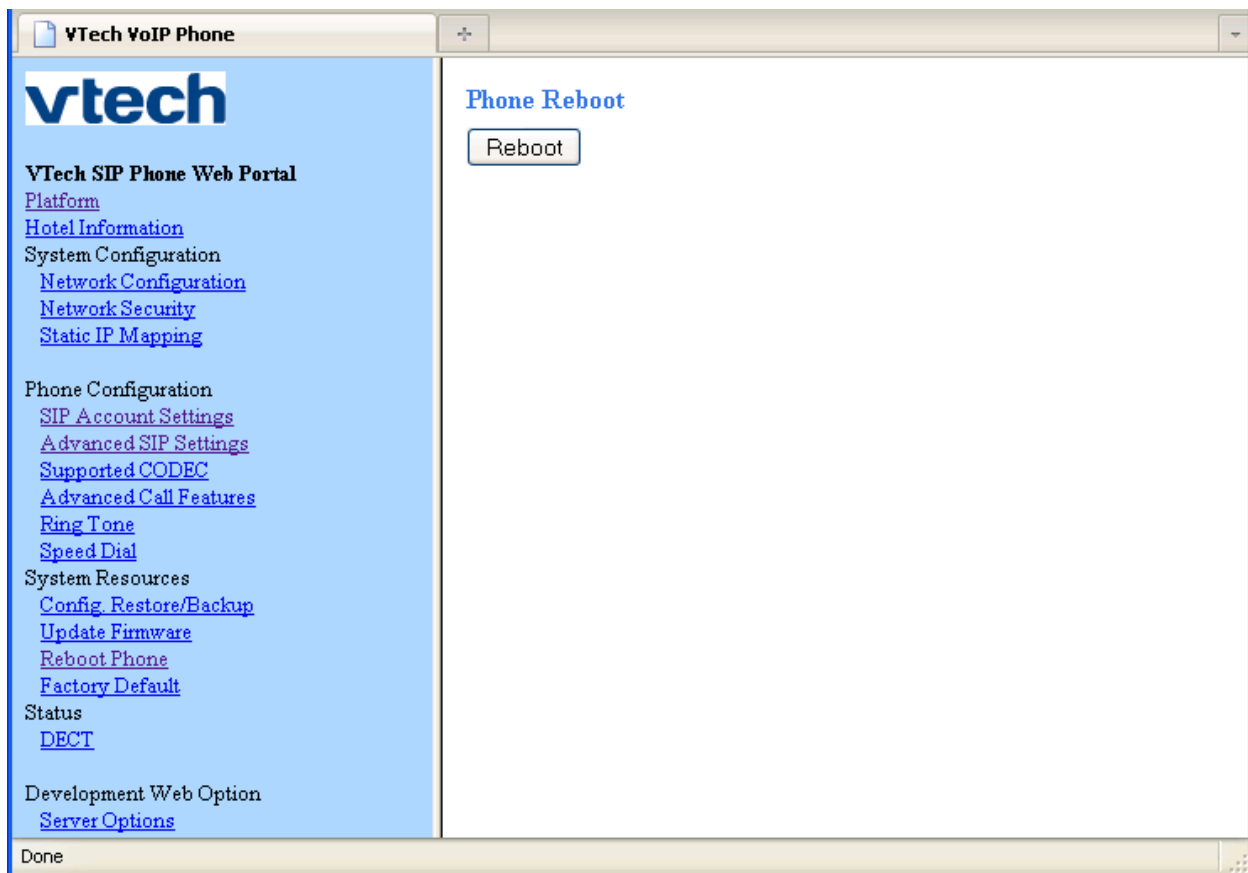 VTech VoIP Phone
vtech
VTech SIP Phone Web Portal
Platform
Hotel Information
System Configuration
Network Configuration
Network Security
Static IP Mapping
Phone Configuration
SIP Account Settings
Advanced SIP Settings
Supported CODEC
Advanced Call Features
Ring Tone
Speed Dial
System Resources
Config. Restore/Backup
Update Firmware
Reboot Phone
Factory Default
Status
DECT
Development Web Option
Server Options
Phone Reboot
Reboot
Done